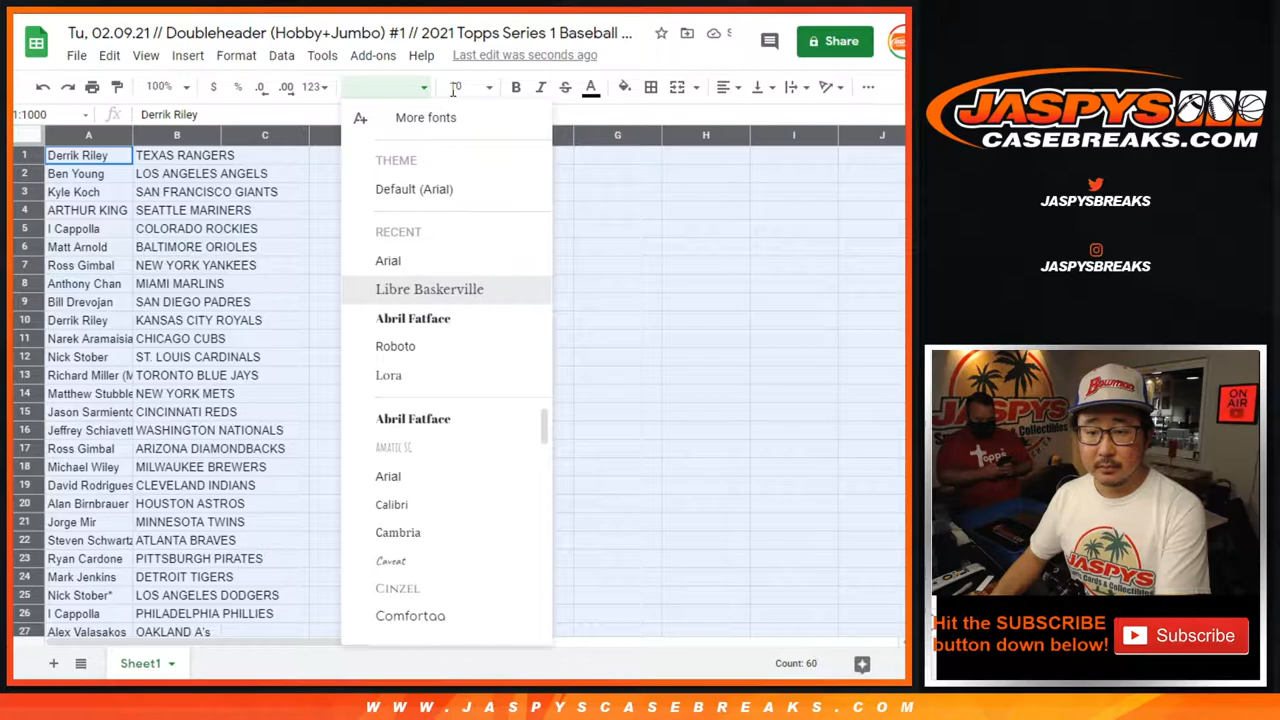 Tu, 02.09.21 // Doubleheader (Hobby+Jumbo) #1 // 2021 Topps Series 1 Baseball ...
File Edit View Insert Format Data Tools Add-ons Help Last edit was seconds ago
Share
100% $ % .0 .00 123 B I S A
1:1000 fx Derrik Riley
A B C G H I J
1 Derrik Riley TEXAS RANGERS
2 Ben Young LOS ANGELES ANGELS
3 Kyle Koch SAN FRANCISCO GIANTS
4 ARTHUR KING SEATTLE MARINERS
5 I Cappolla COLORADO ROCKIES
6 Matt Arnold BALTIMORE ORIOLES
7 Ross Gimbal NEW YORK YANKEES
8 Anthony Chan MIAMI MARLINS
9 Bill Drevojan SAN DIEGO PADRES
10 Derrik Riley KANSAS CITY ROYALS
11 Narek Aramaisia CHICAGO CUBS
12 Nick Stober ST. LOUIS CARDINALS
13 Richard Miller (M TORONTO BLUE JAYS
14 Matthew Stubble NEW YORK METS
15 Jason Sarmiento CINCINNATI REDS
16 Jeffrey Schiavett WASHINGTON NATIONALS
17 Ross Gimbal ARIZONA DIAMONDBACKS
18 Michael Wiley MILWAUKEE BREWERS
19 David Rodrigues CLEVELAND INDIANS
20 Alan Birnbrauer HOUSTON ASTROS
21 Jorge Mir MINNESOTA TWINS
22 Steven Schwartz ATLANTA BRAVES
23 Ryan Cardone PITTSBURGH PIRATES
24 Mark Jenkins DETROIT TIGERS
25 Nick Stober* LOS ANGELES DODGERS
26 I Cappolla PHILADELPHIA PHILLIES
27 Alex Valasakos OAKLAND A's
More fonts
THEME
Default (Arial)
RECENT
Arial
Libre Baskerville
Abril Fatface
Roboto
Lora
Abril Fatface
AMATIC SC
Arial
Calibri
Cambria
Caveat
CINZEL
Comfortaa
Sheet1
Count: 60
JASPYS
CASEBREAKS.COM
JASPYSBREAKS
JASPYSBREAKS
Bowman
JASPYS
topps
ON AIR
Hit the SUBSCRIBE
button down below!
Subscribe
WWW.JASPYSCASEBREAKS.COM